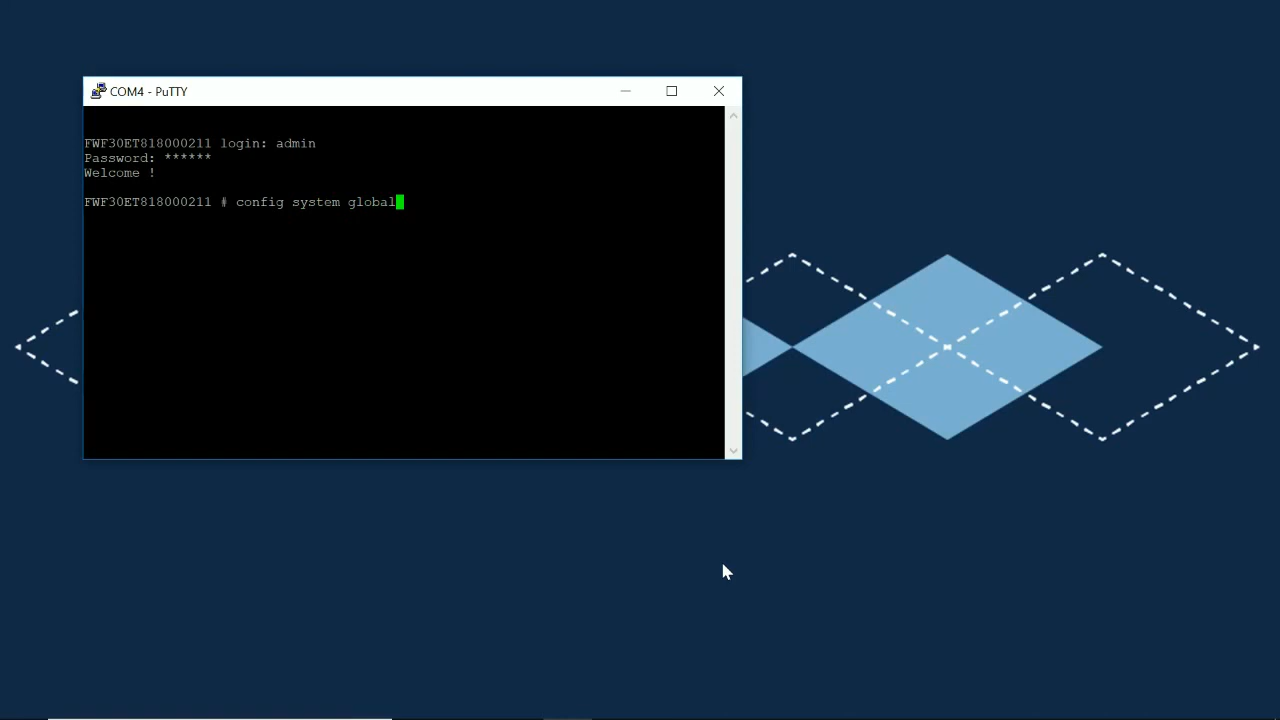 COM4 - PuTTY
FWF30ET818000211 login: admin
Password: ******
Welcome !
FWF30ET818000211 # config system global